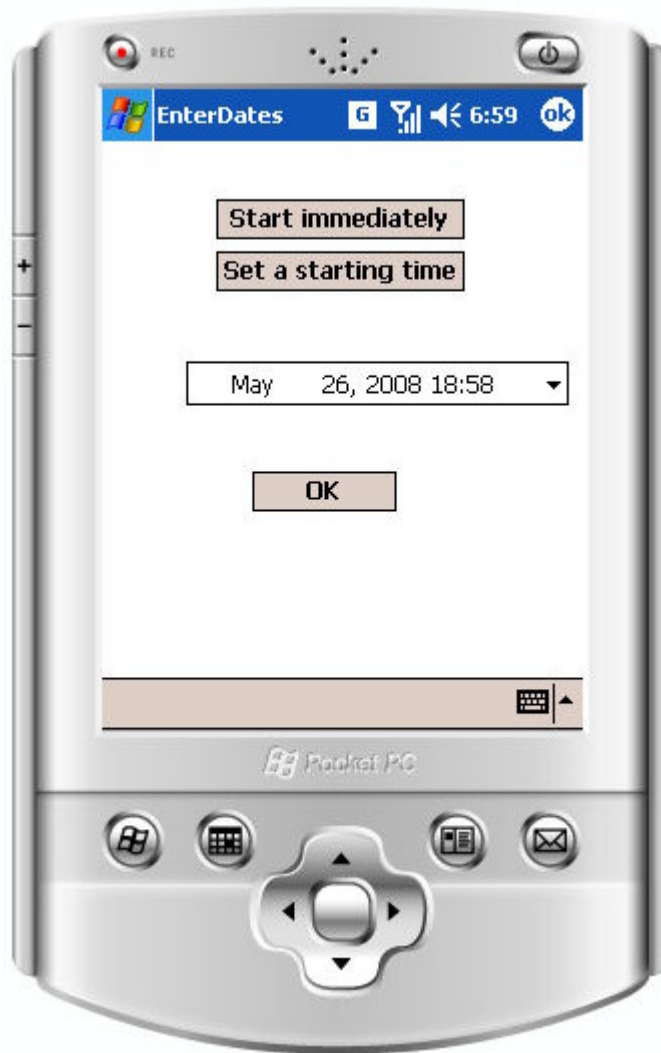 REC
EnterDates G 6:59 ok
Start immediately
Set a starting time
May 26, 2008 18:58
OK
Pocket PC